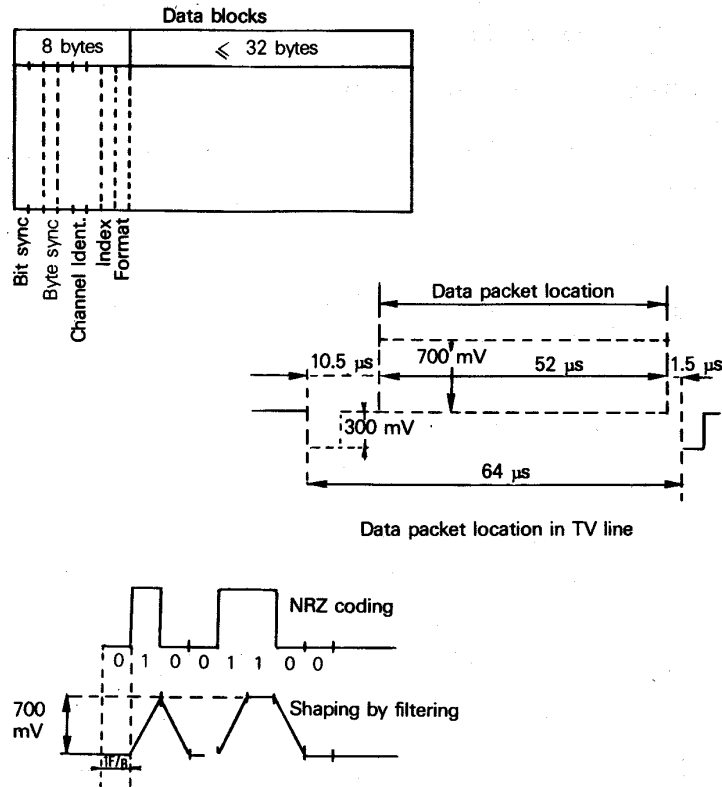 Data blocks
8 bytes
⩽ 32 bytes
Bit sync
Byte sync
Channel Ident.
Index
Format
Data packet location
10.5 µs
700 mV
52 µs
1.5 µs
300 mV
64 µs
Data packet location in TV line
NRZ coding
0 1 0 0 1 1 0 0
700
mV
Shaping by filtering
1F/B